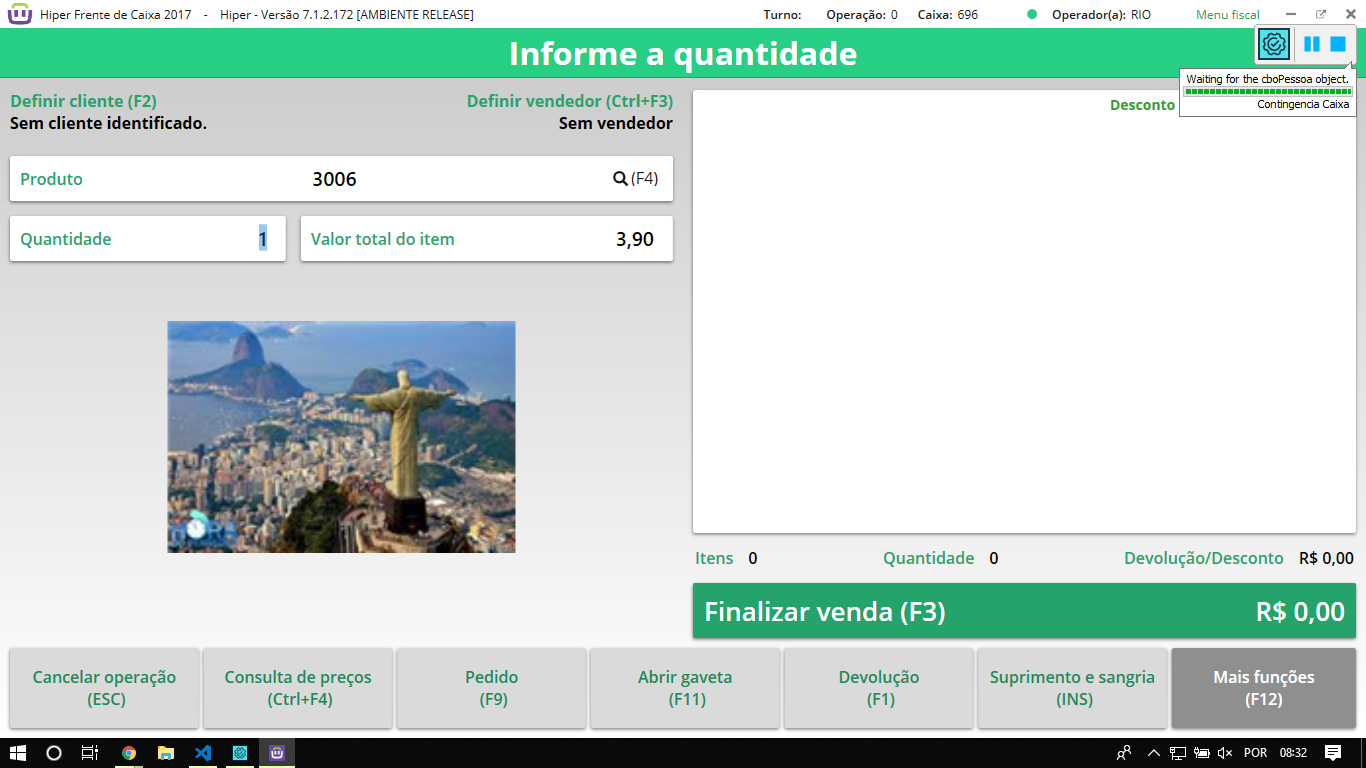 Hiper Frente de Caixa 2017 - Hiper - Versão 7.1.2.172 [AMBIENTE RELEASE] Turno: Operação: 0 Caixa: 696 Operador(a): RIO Menu fiscal
Informe a quantidade
Waiting for the cboPessoa object.
Contingencia Caixa
Definir cliente (F2) Definir vendedor (Ctrl+F3)
Sem cliente identificado. Sem vendedor
Desconto
Produto 3006 (F4)
Quantidade 1 Valor total do item 3,90
HORA
Itens 0 Quantidade 0 Devolução/Desconto R$ 0,00
Finalizar venda (F3) R$ 0,00
Cancelar operação Consulta de preços Pedido Abrir gaveta Devolução Suprimento e sangria Mais funções
(ESC) (Ctrl+F4) (F9) (F11) (F1) (INS) (F12)
POR 08:32